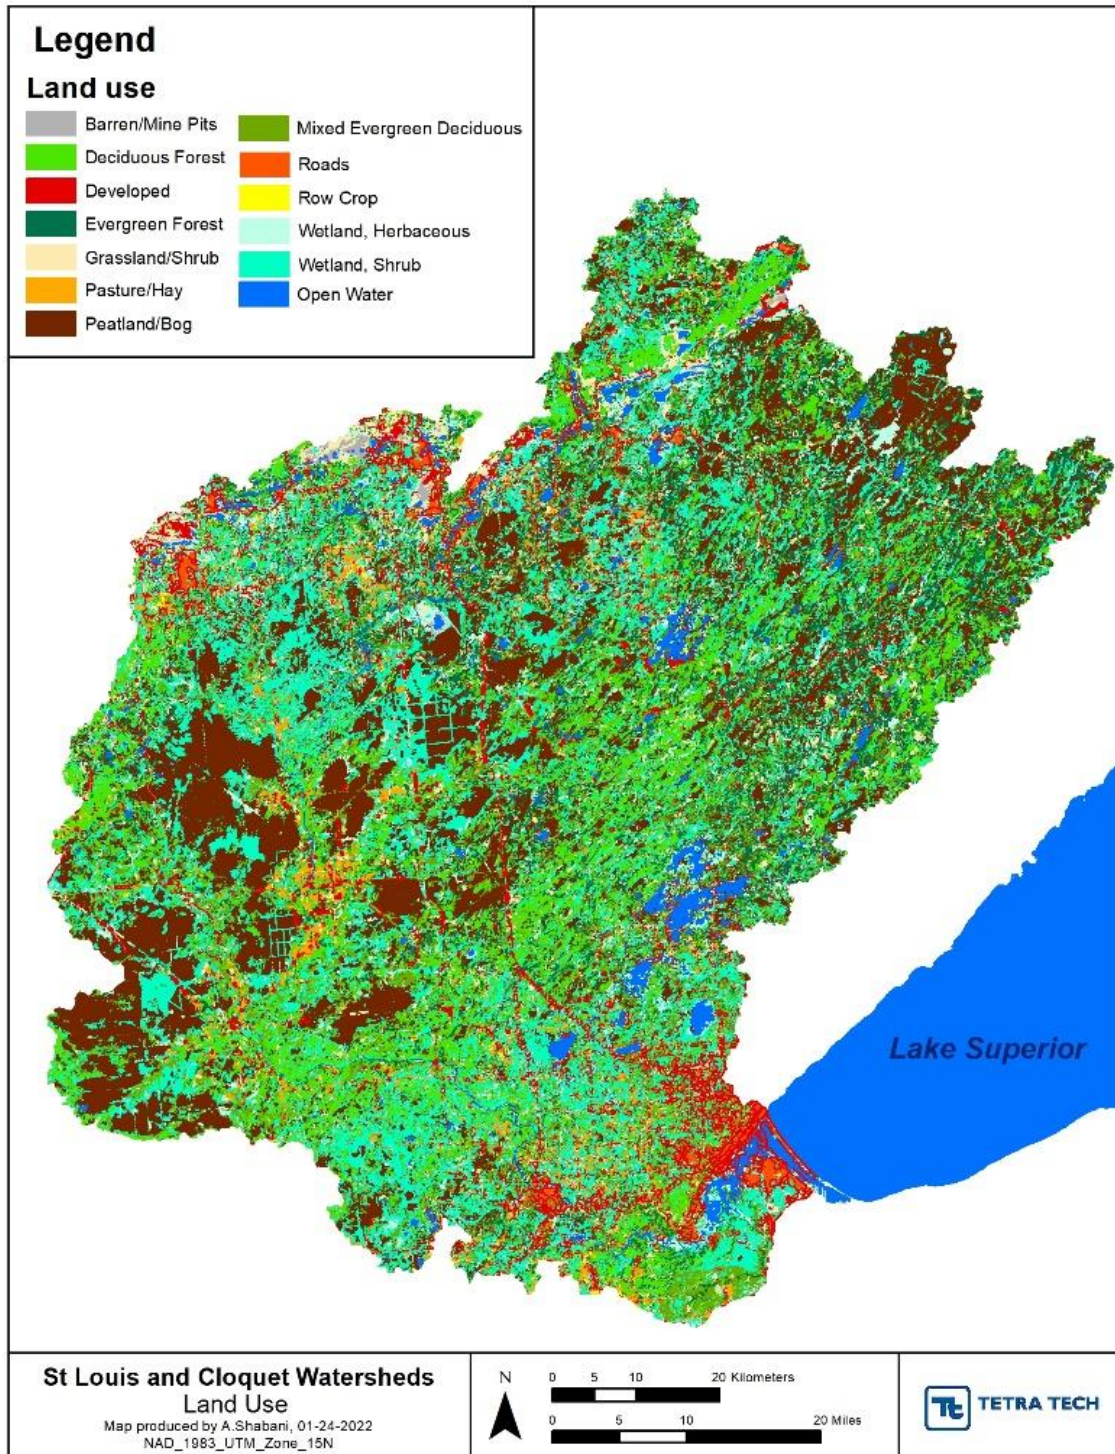 Legend
Land use
Barren/Mine Pits
Deciduous Forest
Developed
Evergreen Forest
Grassland/Shrub
Pasture/Hay
Peatland/Bog
Mixed Evergreen Deciduous
Roads
Row Crop
Wetland, Herbaceous
Wetland, Shrub
Open Water
Lake Superior
St Louis and Cloquet Watersheds
Land Use
Map produced by A.Shabani, 01-24-2022
NAD_1983_UTM_Zone_15N
N
0 5 10 20 Kilometers
0 5 10 20 Miles
Tt TETRA TECH